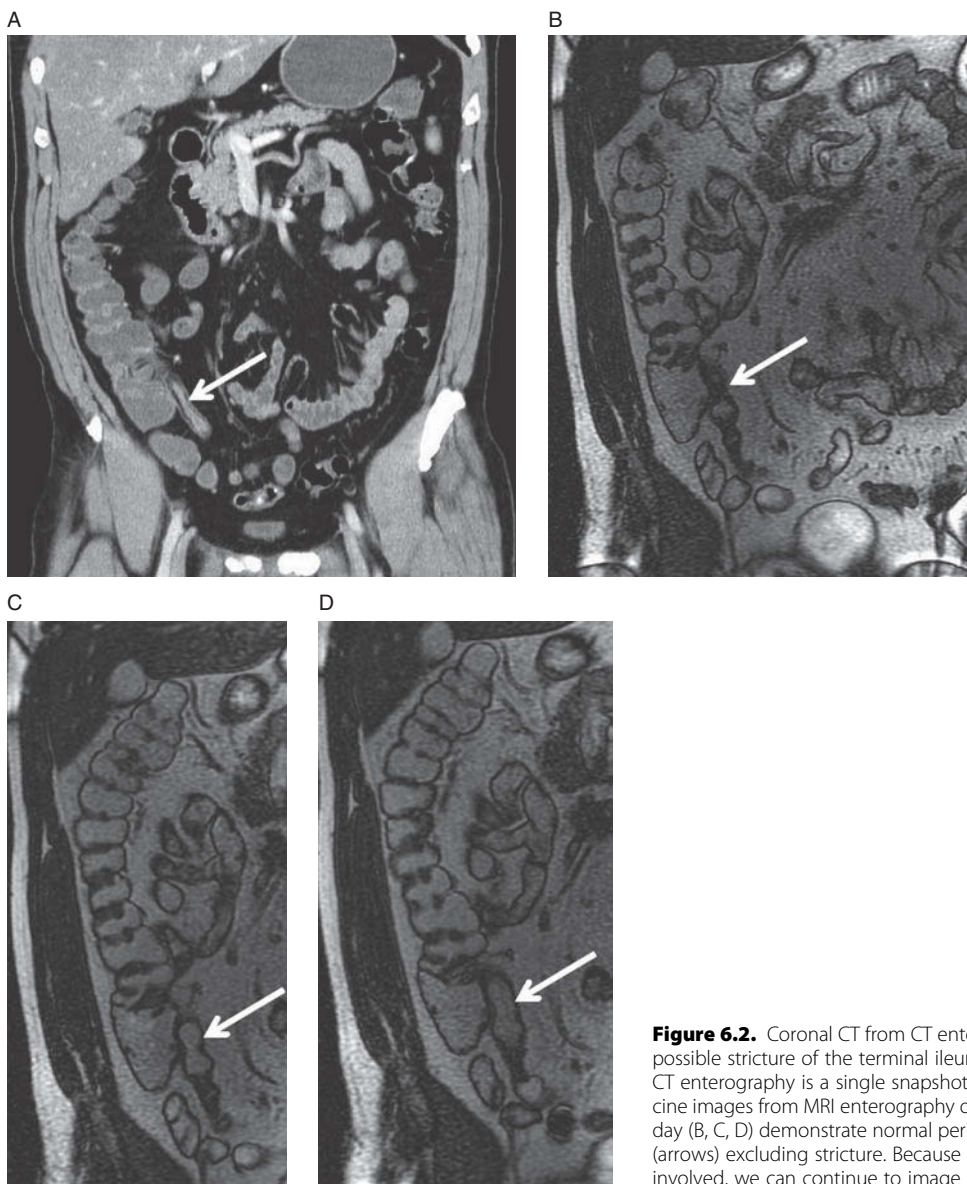 A
B
C
D
Figure 6.2. Coronal CT from CT ente
possible stricture of the terminal ileur
CT enterography is a single snapshot
cine images from MRI enterography o
day (B, C, D) demonstrate normal per
(arrows) excluding stricture. Because
involved, we can continue to image